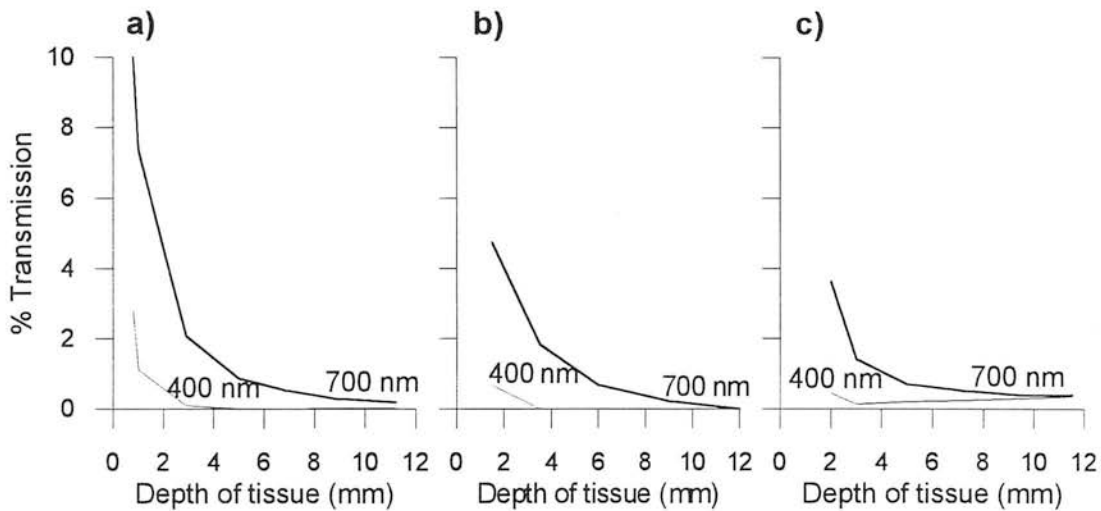 a)
b)
c)
10
8
6
4
2
0
% Transmission
400 nm
700 nm
400 nm
700 nm
400 nm
700 nm
0 2 4 6 8 10 12
0 2 4 6 8 10 12
0 2 4 6 8 10 12
Depth of tissue (mm)
Depth of tissue (mm)
Depth of tissue (mm)